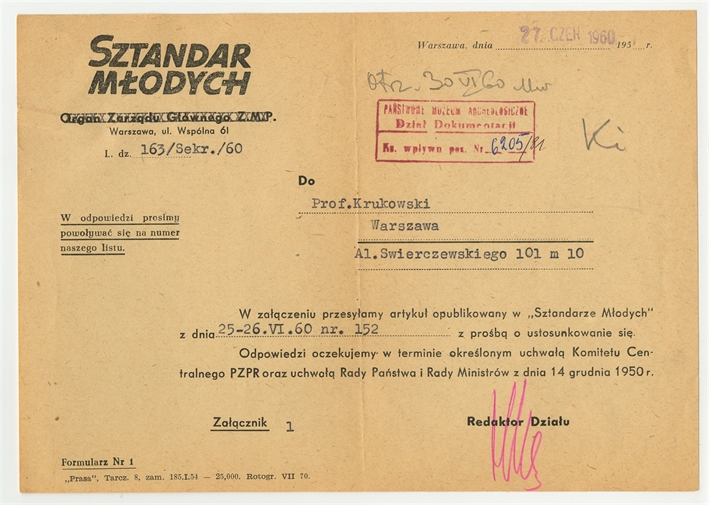 SZTANDAR
MŁODYCH
Organ Zarządu Głównego Z.M.P.
Warszawa, ul. Wspólna 61
L. dz. 163/Sekr./60
Warszawa, dnia 27. CZER 1960 195 r.
Otrz. 30 VI 60
PAŃSTWOWE MUZEUM ARCHEOLOGICZNE
Dział Dokumentacji
Ks. wpływu poz. Nr. 6205/81
Ki
Do
Prof.Krukowski
Warszawa
Al.Swierczewskiego 101 m 10
W odpowiedzi prosimy
powoływać się na numer
naszego listu.
W załączeniu przesyłamy artykuł opublikowany w „Sztandarze Młodych”
z dnia 25-26.VI.60 nr. 152 z prośbą o ustosunkowanie się.
Odpowiedzi oczekujemy w terminie określonym uchwałą Komitetu Cen-
tralnego PZPR oraz uchwałą Rady Państwa i Rady Ministrów z dnia 14 grudnia 1950 r.
Załącznik 1
Redaktor Działu
Formularz Nr 1
„Prasa”, Tarcz. 8, zam. 185.I.54 — 25,000. Rotogr. VII 70.